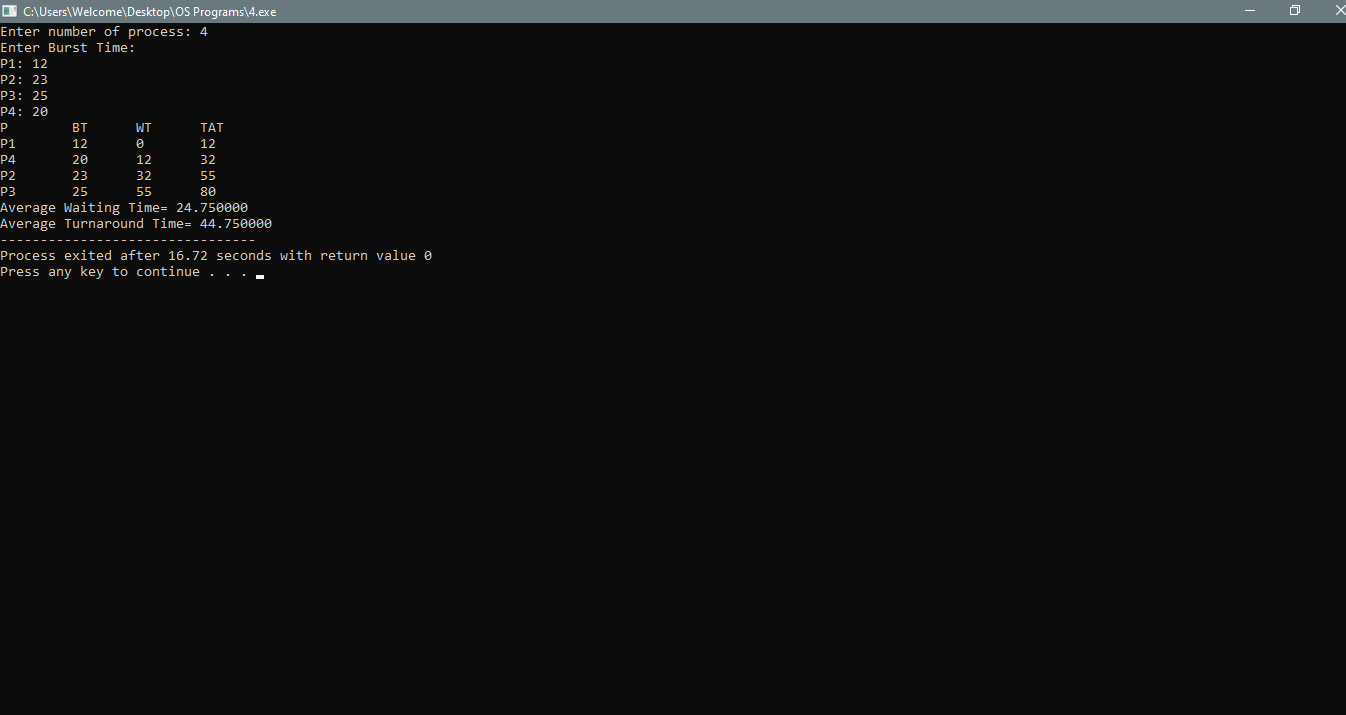 C:\Users\Welcome\Desktop\OS Programs\4.exe
Enter number of process: 4
Enter Burst Time:
P1: 12
P2: 23
P3: 25
P4: 20
P        BT      WT      TAT
P1       12      0       12
P4       20      12      32
P2       23      32      55
P3       25      55      80
Average Waiting Time= 24.750000
Average Turnaround Time= 44.750000
--------------------------------
Process exited after 16.72 seconds with return value 0
Press any key to continue . . .